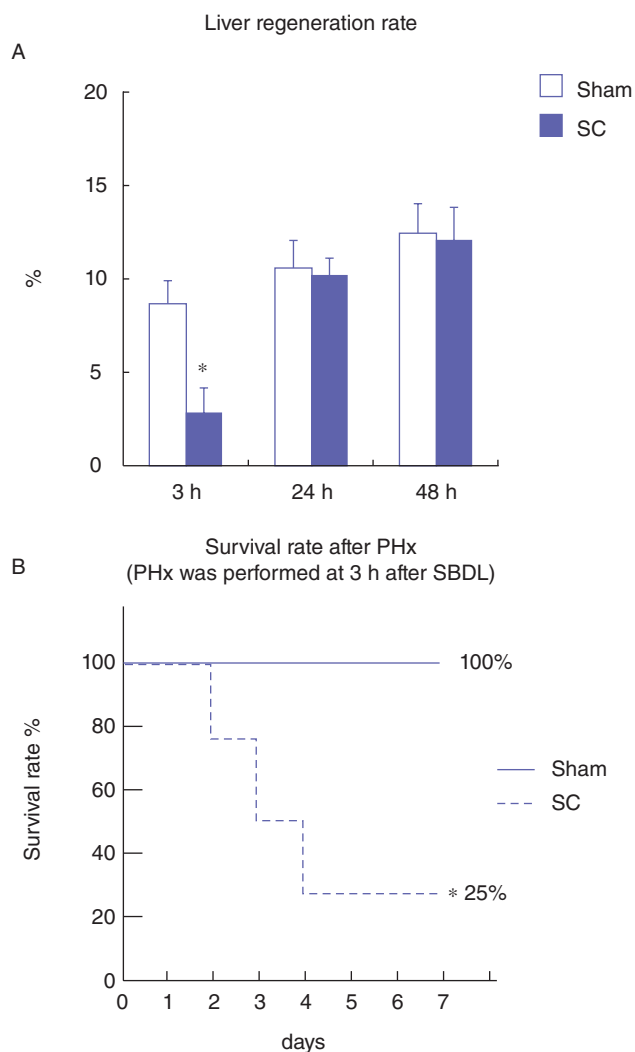 Liver regeneration rate
A
Sham
SC
20
15
10
5
0
%
*
3 h 24 h 48 h
B
Survival rate after PHx
(PHx was performed at 3 h after SBDL)
100
80
60
40
20
0
Survival rate %
100%
Sham
SC
* 25%
0 1 2 3 4 5 6 7
days